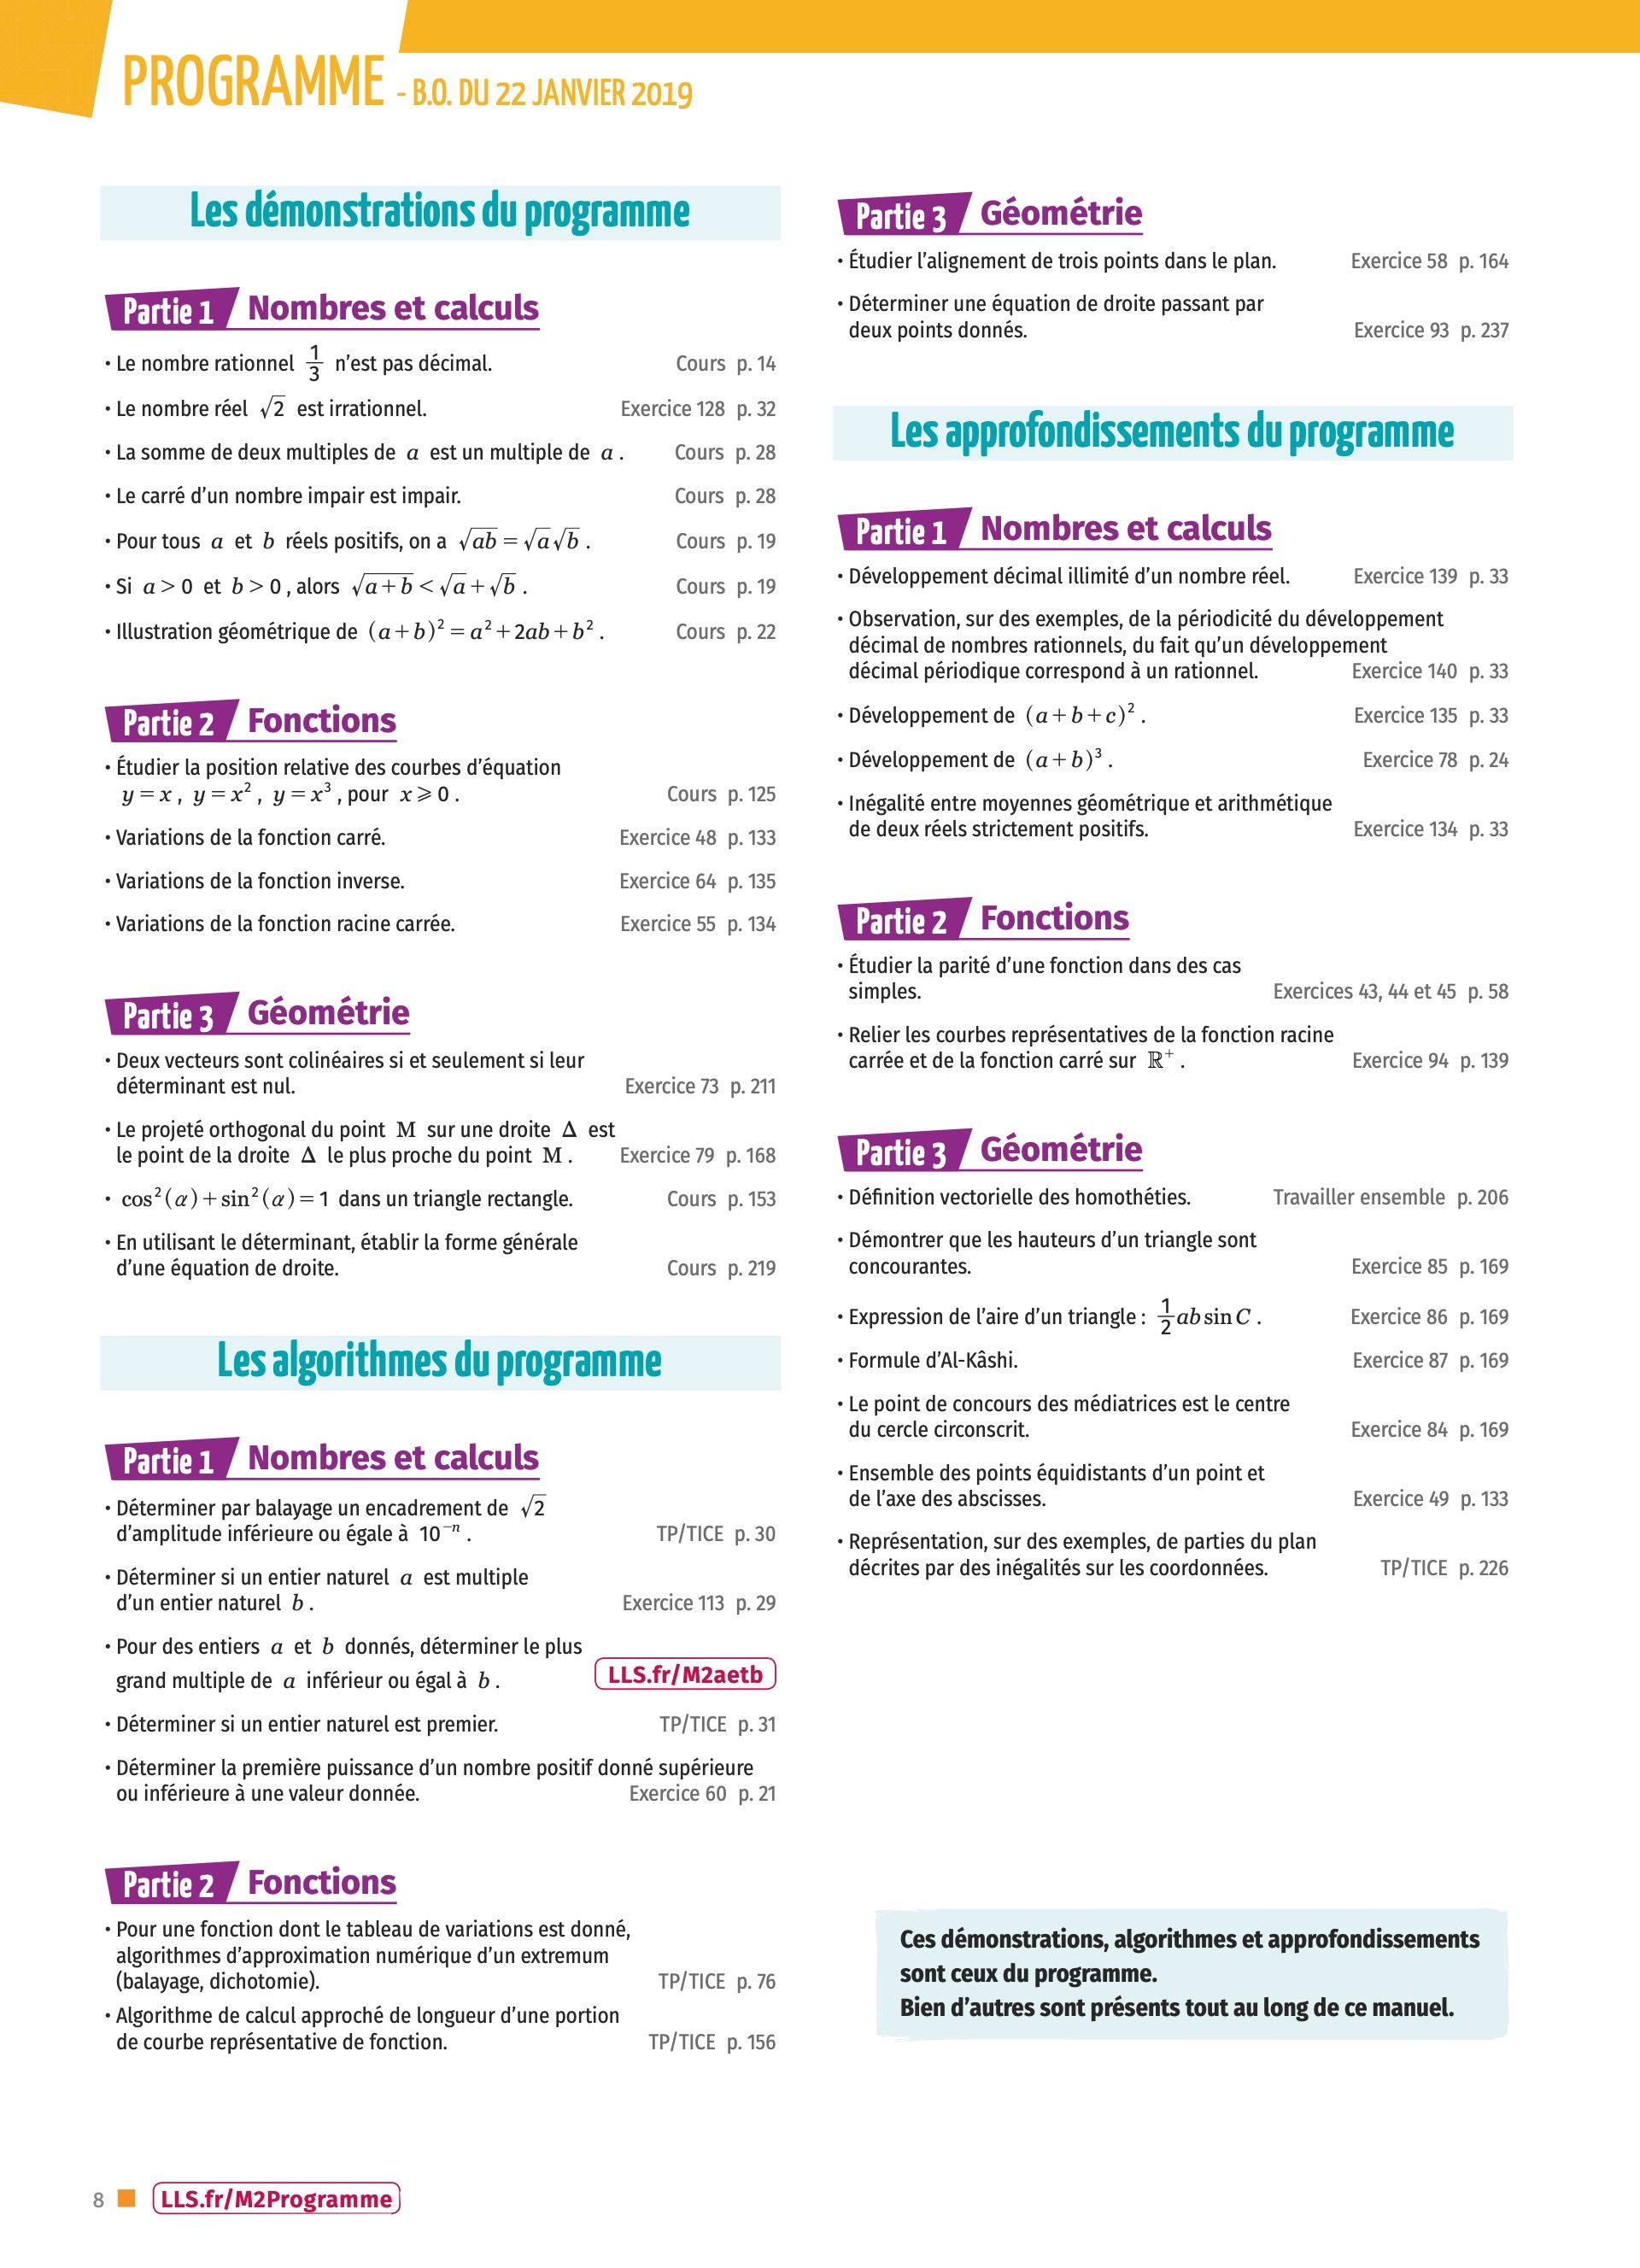 PROGRAMME - B.O. DU 22 JANVIER 2019
Les démonstrations du programme
Partie 1 Nombres et calculs
• Le nombre rationnel 1/3 n'est pas décimal. Cours p. 14
• Le nombre réel √2 est irrationnel. Exercice 128 p. 32
• La somme de deux multiples de a est un multiple de a. Cours p. 28
• Le carré d'un nombre impair est impair. Cours p. 28
• Pour tous a et b réels positifs, on a √ab = √a√b. Cours p. 19
• Si a > 0 et b > 0, alors √(a+b) < √a + √b. Cours p. 19
• Illustration géométrique de (a+b)² = a² + 2ab + b². Cours p. 22
Partie 2 Fonctions
• Étudier la position relative des courbes d'équation
y = x, y = x², y = x³, pour x ⩾ 0. Cours p. 125
• Variations de la fonction carré. Exercice 48 p. 133
• Variations de la fonction inverse. Exercice 64 p. 135
• Variations de la fonction racine carrée. Exercice 55 p. 134
Partie 3 Géométrie
• Deux vecteurs sont colinéaires si et seulement si leur
déterminant est nul. Exercice 73 p. 211
• Le projeté orthogonal du point M sur une droite Δ est
le point de la droite Δ le plus proche du point M. Exercice 79 p. 168
• cos²(α) + sin²(α) = 1 dans un triangle rectangle. Cours p. 153
• En utilisant le déterminant, établir la forme générale
d'une équation de droite. Cours p. 219
Les algorithmes du programme
Partie 1 Nombres et calculs
• Déterminer par balayage un encadrement de √2
d'amplitude inférieure ou égale à 10⁻ⁿ. TP/TICE p. 30
• Déterminer si un entier naturel a est multiple
d'un entier naturel b. Exercice 113 p. 29
• Pour des entiers a et b donnés, déterminer le plus
grand multiple de a inférieur ou égal à b. LLS.fr/M2aetb
• Déterminer si un entier naturel est premier. TP/TICE p. 31
• Déterminer la première puissance d'un nombre positif donné supérieure
ou inférieure à une valeur donnée. Exercice 60 p. 21
Partie 2 Fonctions
• Pour une fonction dont le tableau de variations est donné,
algorithmes d'approximation numérique d'un extremum
(balayage, dichotomie). TP/TICE p. 76
• Algorithme de calcul approché de longueur d'une portion
de courbe représentative de fonction. TP/TICE p. 156
Partie 3 Géométrie
• Étudier l'alignement de trois points dans le plan. Exercice 58 p. 164
• Déterminer une équation de droite passant par
deux points donnés. Exercice 93 p. 237
Les approfondissements du programme
Partie 1 Nombres et calculs
• Développement décimal illimité d'un nombre réel. Exercice 139 p. 33
• Observation, sur des exemples, de la périodicité du développement
décimal de nombres rationnels, du fait qu'un développement
décimal périodique correspond à un rationnel. Exercice 140 p. 33
• Développement de (a+b+c)². Exercice 135 p. 33
• Développement de (a+b)³. Exercice 78 p. 24
• Inégalité entre moyennes géométrique et arithmétique
de deux réels strictement positifs. Exercice 134 p. 33
Partie 2 Fonctions
• Étudier la parité d'une fonction dans des cas
simples. Exercices 43, 44 et 45 p. 58
• Relier les courbes représentatives de la fonction racine
carrée et de la fonction carré sur ℝ⁺. Exercice 94 p. 139
Partie 3 Géométrie
• Définition vectorielle des homothéties. Travailler ensemble p. 206
• Démontrer que les hauteurs d'un triangle sont
concourantes. Exercice 85 p. 169
• Expression de l'aire d'un triangle : 1/2 ab sin C. Exercice 86 p. 169
• Formule d'Al-Kâshi. Exercice 87 p. 169
• Le point de concours des médiatrices est le centre
du cercle circonscrit. Exercice 84 p. 169
• Ensemble des points équidistants d'un point et
de l'axe des abscisses. Exercice 49 p. 133
• Représentation, sur des exemples, de parties du plan
décrites par des inégalités sur les coordonnées. TP/TICE p. 226
Ces démonstrations, algorithmes et approfondissements
sont ceux du programme.
Bien d'autres sont présents tout au long de ce manuel.
8 LLS.fr/M2Programme